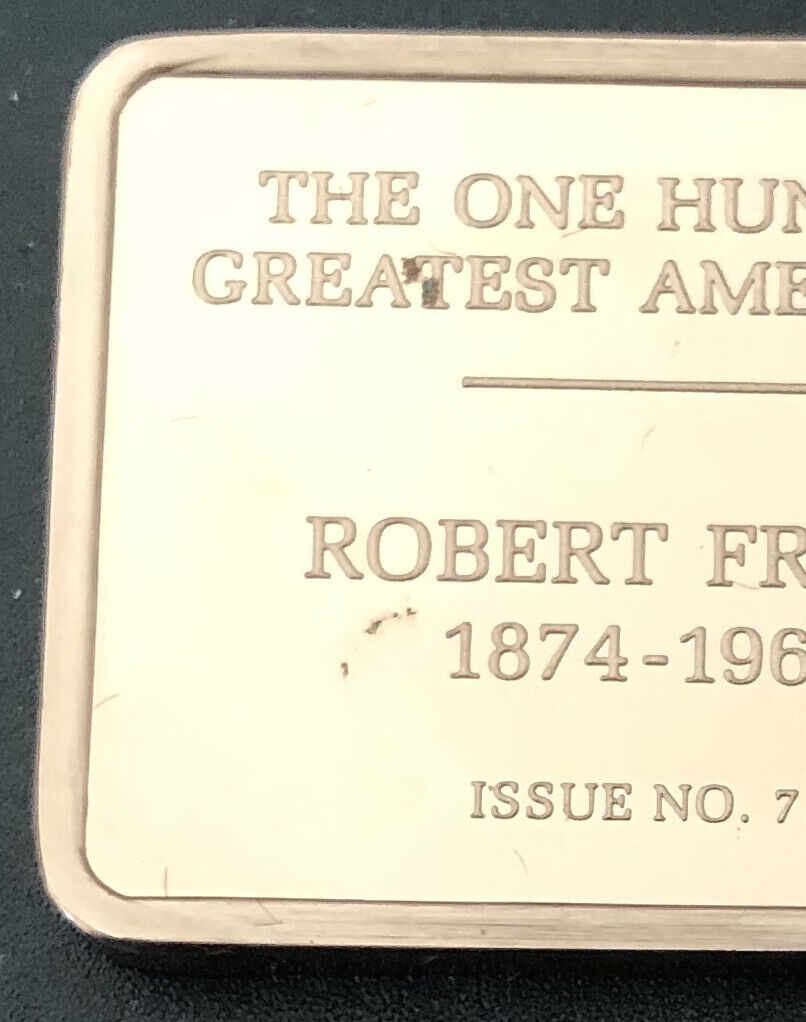 THE ONE HUN
GREATEST AME
ROBERT FR
1874-196
ISSUE NO. 7